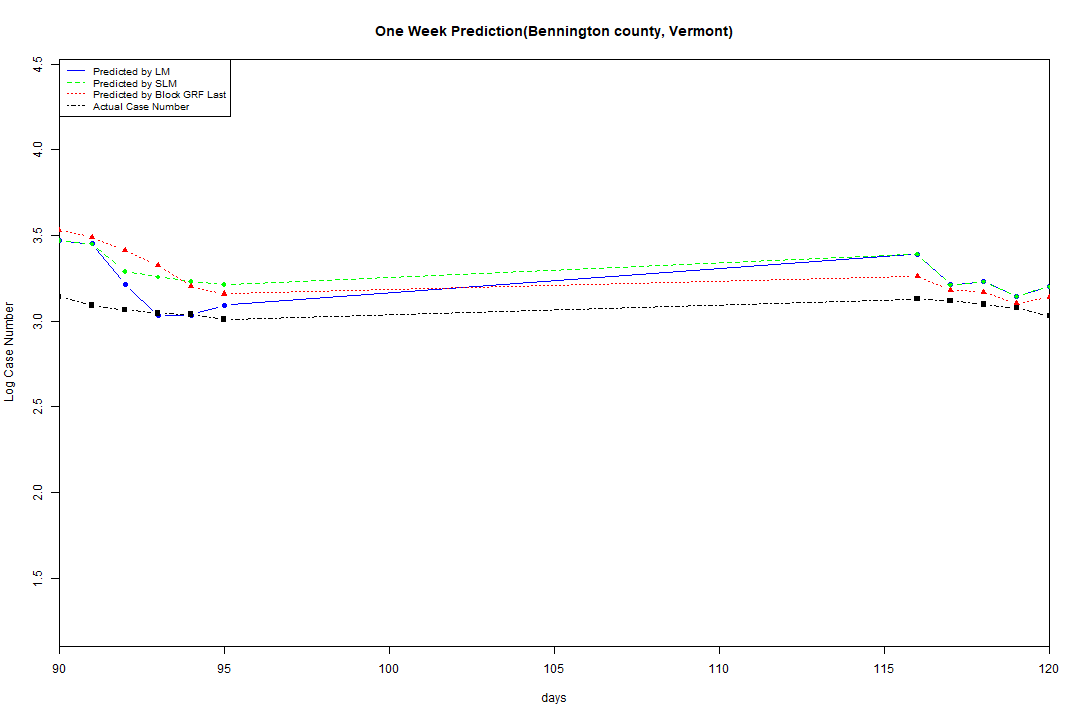 One Week Prediction(Bennington county, Vermont)
Predicted by LM
Predicted by SLM
Predicted by Block GRF Last
Actual Case Number
4.5
4.0
3.5
3.0
2.5
2.0
1.5
Log Case Number
90 95 100 105 110 115 120
days